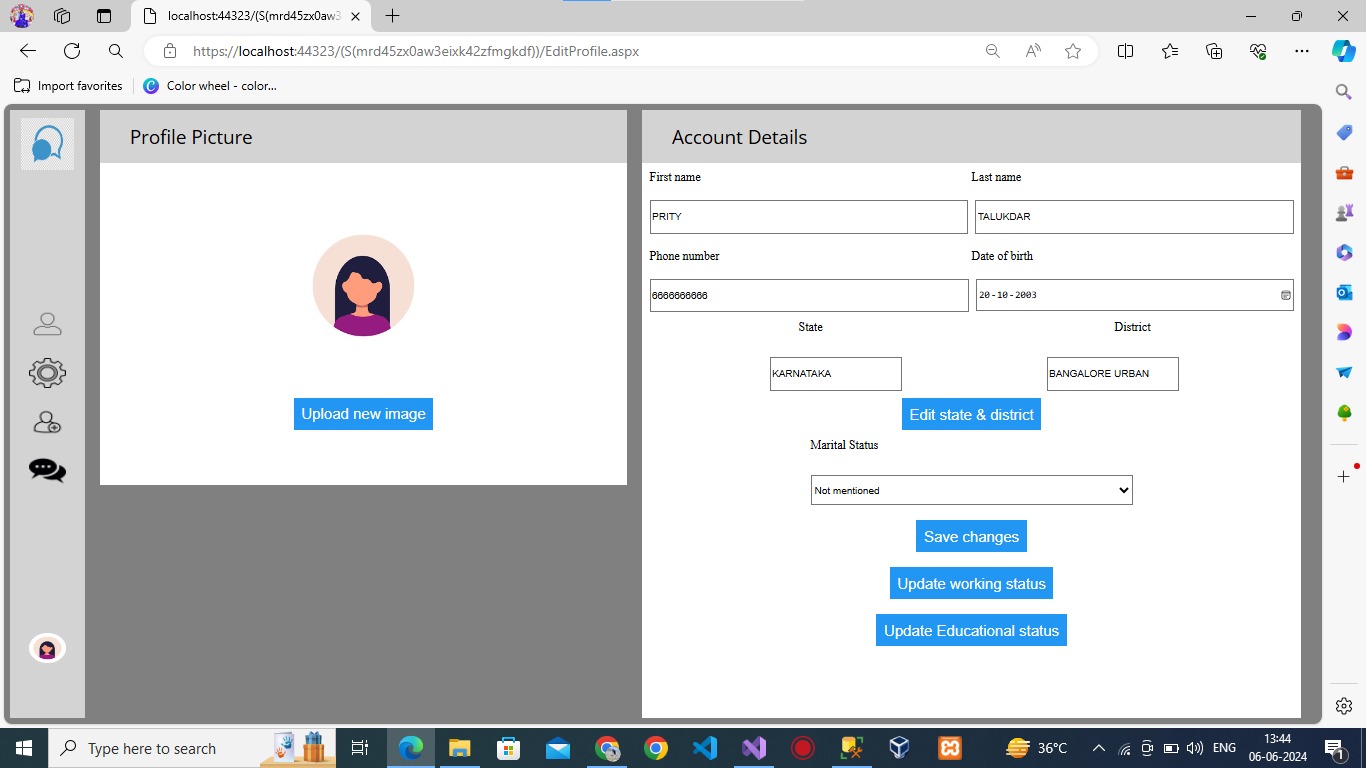 localhost:44323/(S(mrd45zx0aw3
https://localhost:44323/(S(mrd45zx0aw3eixk42zfmgkdf))/EditProfile.aspx
Import favorites
Color wheel - color...
Profile Picture
Upload new image
Account Details
First name
Last name
PRITY
TALUKDAR
Phone number
Date of birth
6666666666
20-10-2003
State
District
KARNATAKA
BANGALORE URBAN
Edit state & district
Marital Status
Not mentioned
Save changes
Update working status
Update Educational status
Type here to search
36°C
ENG
13:44
06-06-2024
1